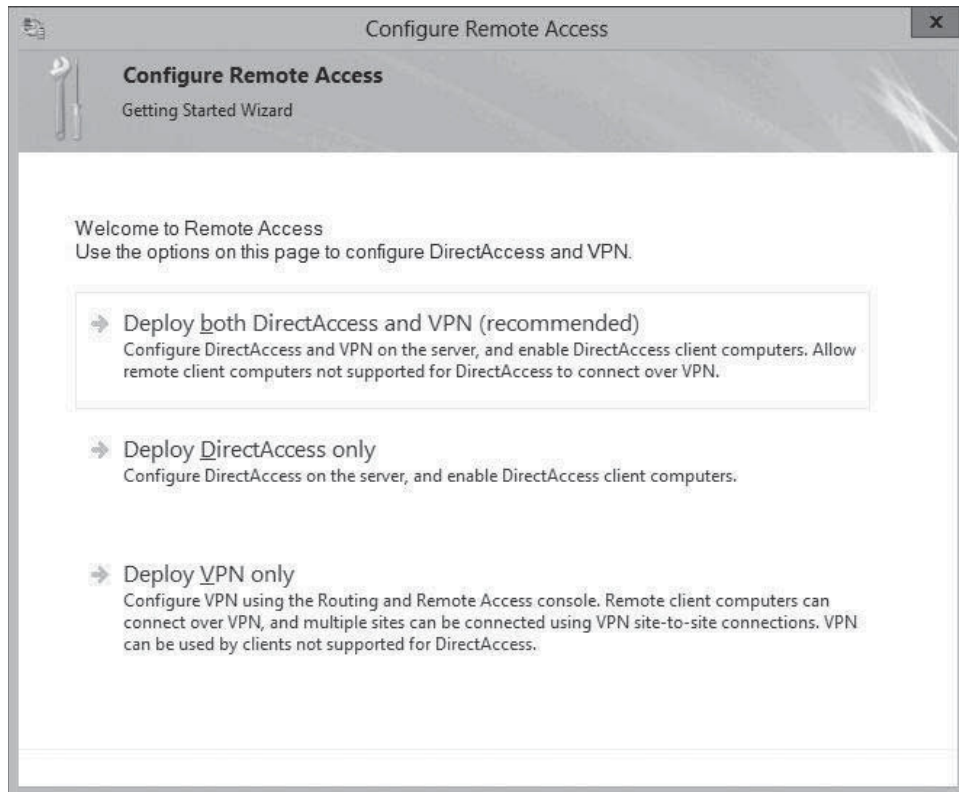 Configure Remote Access
x
Configure Remote Access
Getting Started Wizard
Welcome to Remote Access
Use the options on this page to configure DirectAccess and VPN.
Deploy both DirectAccess and VPN (recommended)
Configure DirectAccess and VPN on the server, and enable DirectAccess client computers. Allow
remote client computers not supported for DirectAccess to connect over VPN.
Deploy DirectAccess only
Configure DirectAccess on the server, and enable DirectAccess client computers.
Deploy VPN only
Configure VPN using the Routing and Remote Access console. Remote client computers can
connect over VPN, and multiple sites can be connected using VPN site-to-site connections. VPN
can be used by clients not supported for DirectAccess.